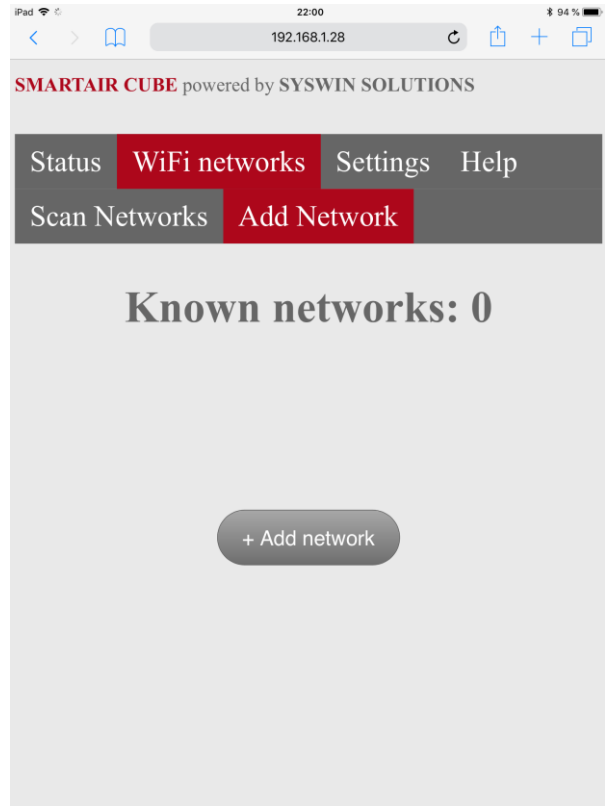 iPad 22:00 94 %
192.168.1.28
SMARTAIR CUBE powered by SYSWIN SOLUTIONS
Status WiFi networks Settings Help
Scan Networks Add Network
Known networks: 0
+ Add network